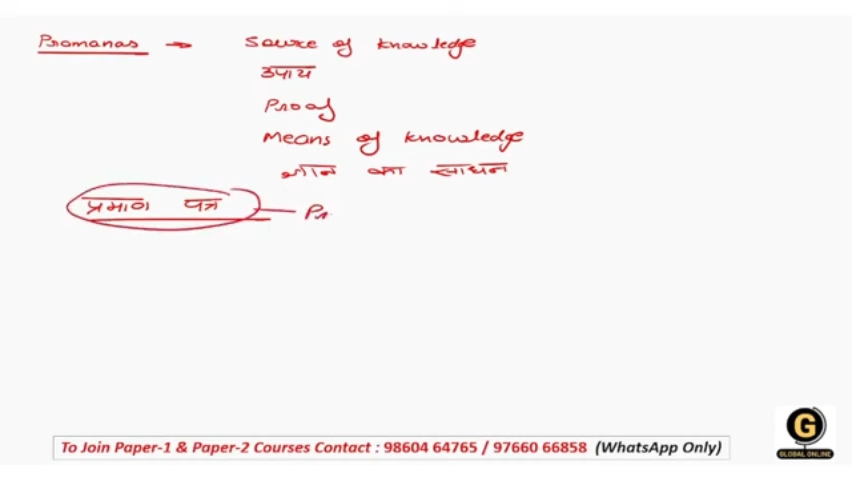 Pramanas → Source of knowledge
उपाय
Proof
Means of knowledge
ज्ञान का साधन
प्रमाण पत्र — Pr
To Join Paper-1 & Paper-2 Courses Contact : 98604 64765 / 97660 66858 (WhatsApp Only)
G
GLOBAL ONLINE